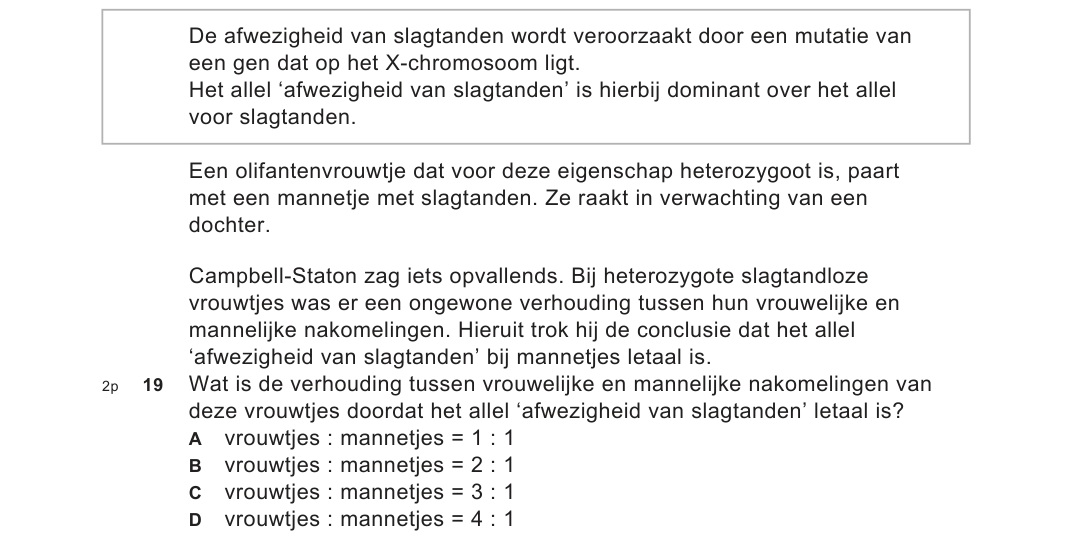 De afwezigheid van slagtanden wordt veroorzaakt door een mutatie van
een gen dat op het X-chromosoom ligt.
Het allel ‘afwezigheid van slagtanden’ is hierbij dominant over het allel
voor slagtanden.
Een olifantenvrouwtje dat voor deze eigenschap heterozygoot is, paart
met een mannetje met slagtanden. Ze raakt in verwachting van een
dochter.
Campbell-Staton zag iets opvallends. Bij heterozygote slagtandloze
vrouwtjes was er een ongewone verhouding tussen hun vrouwelijke en
mannelijke nakomelingen. Hieruit trok hij de conclusie dat het allel
‘afwezigheid van slagtanden’ bij mannetjes letaal is.
2p 19 Wat is de verhouding tussen vrouwelijke en mannelijke nakomelingen van
deze vrouwtjes doordat het allel ‘afwezigheid van slagtanden’ letaal is?
A vrouwtjes : mannetjes = 1 : 1
B vrouwtjes : mannetjes = 2 : 1
C vrouwtjes : mannetjes = 3 : 1
D vrouwtjes : mannetjes = 4 : 1